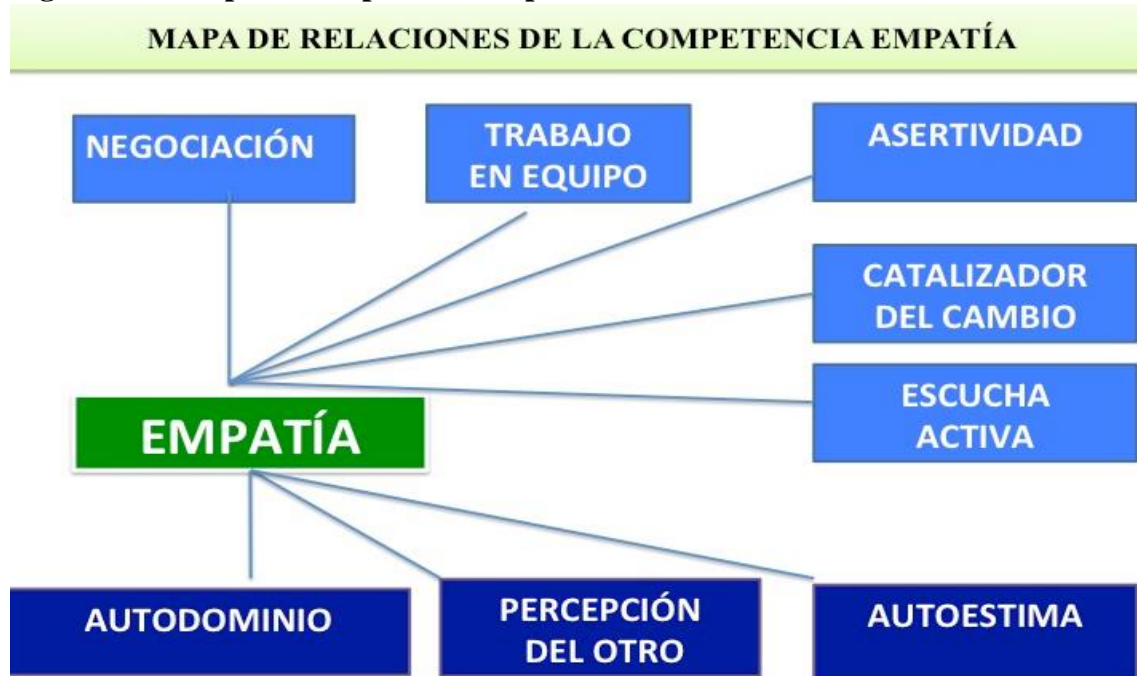 MAPA DE RELACIONES DE LA COMPETENCIA EMPATÍA
NEGOCIACIÓN
TRABAJO
EN EQUIPO
ASERTIVIDAD
CATALIZADOR
DEL CAMBIO
ESCUCHA
ACTIVA
EMPATÍA
AUTODOMINIO
PERCEPCIÓN
DEL OTRO
AUTOESTIMA